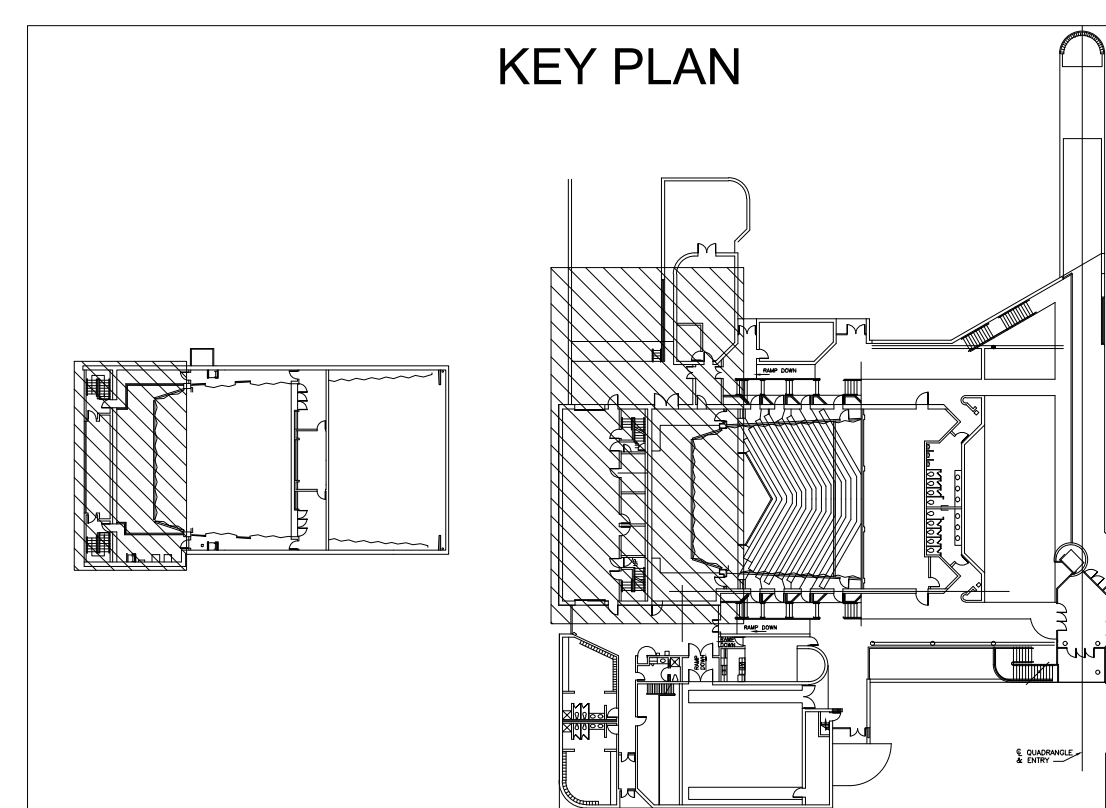 KEY PLAN
RAMP DOWN
RAMP DOWN
RAMP
DOWN
RAMP
DOWN
℄ QUADRANGLE
& ENTRY